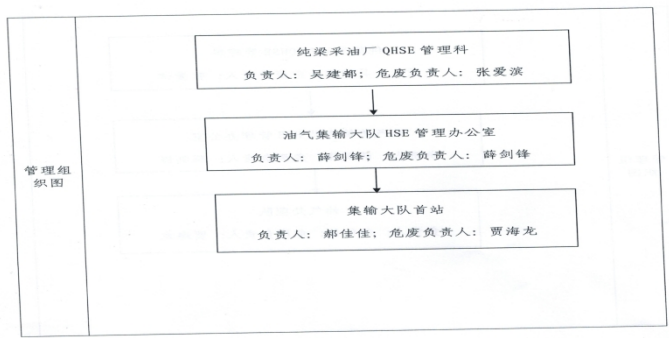 管理组
织图
纯梁采油厂 QHSE 管理科
负责人：吴建都；危废负责人：张爱滨
油气集输大队 HSE 管理办公室
负责人：薛剑锋；危废负责人：薛剑锋
集输大队首站
负责人：郝佳佳；危废负责人：贾海龙